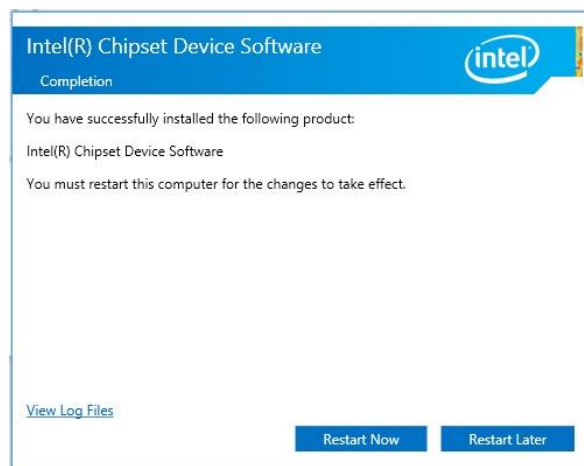 Intel(R) Chipset Device Software
intel
Completion
You have successfully installed the following product:
Intel(R) Chipset Device Software
You must restart this computer for the changes to take effect.
View Log Files
Restart Now
Restart Later